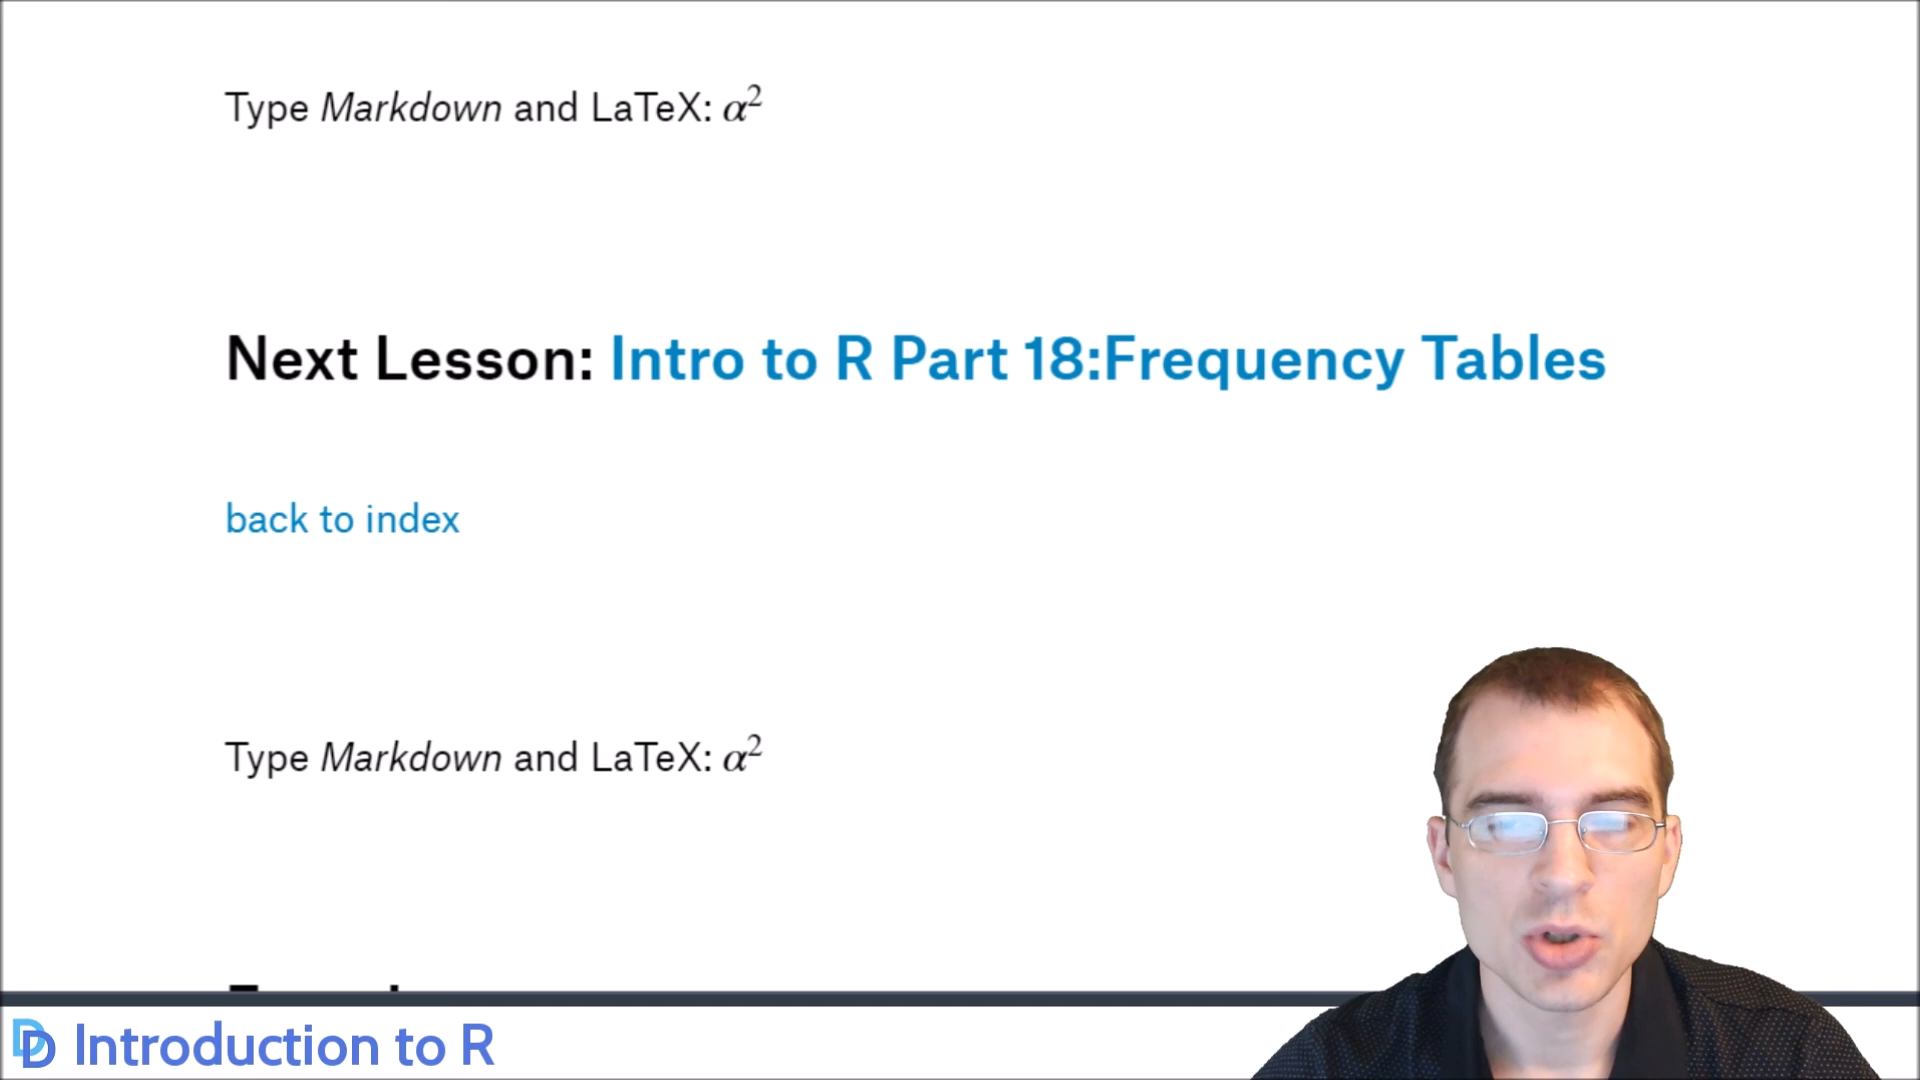 Type Markdown and LaTeX: α²
Next Lesson: Intro to R Part 18:Frequency Tables
back to index
Type Markdown and LaTeX: α²
Introduction to R